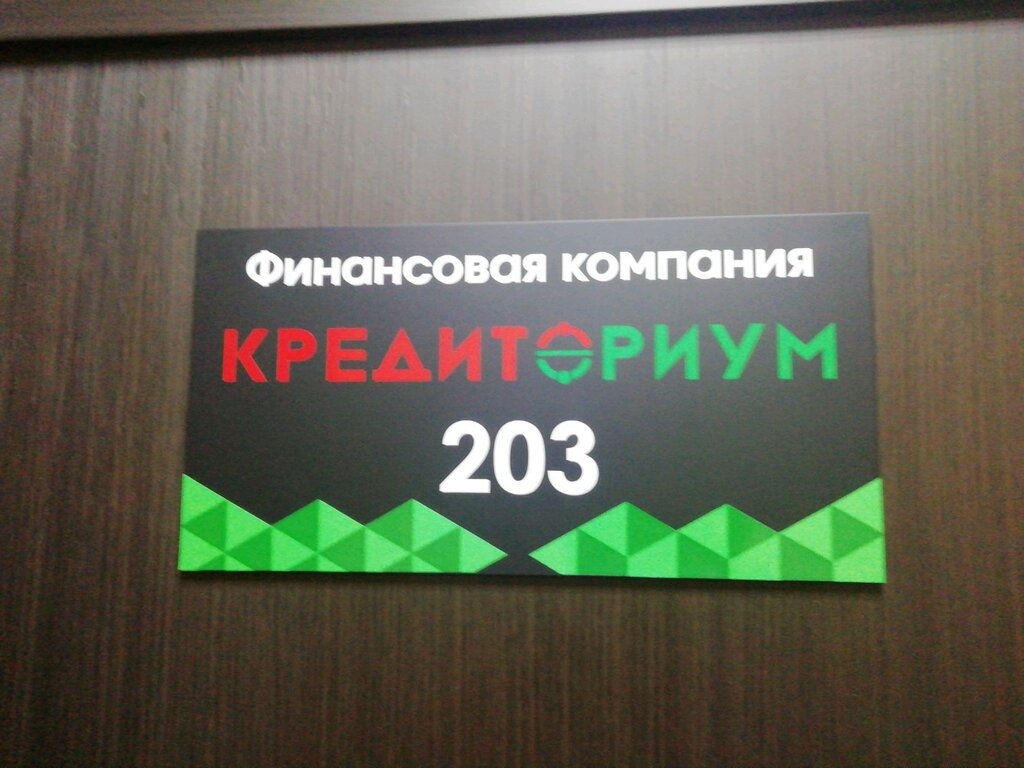 Финансовая компания
КРЕДИТОРИУМ
203